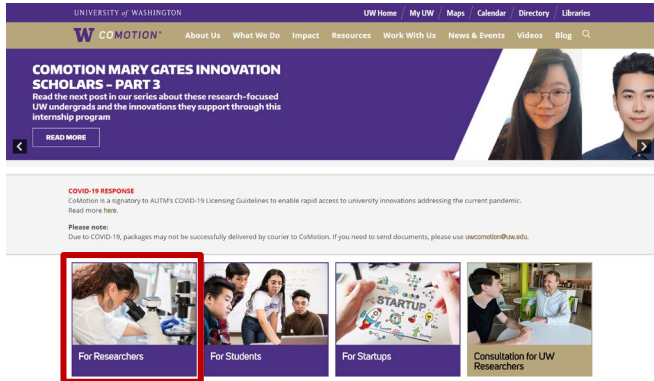 UNIVERSITY of WASHINGTON
UW Home / My UW / Maps / Calendar / Directory / Libraries
W COMOTION®
About Us What We Do Impact Resources Work With Us News & Events Videos Blog
COMOTION MARY GATES INNOVATION
SCHOLARS – PART 3
Read the next post in our series about these research-focused
UW undergrads and the innovations they support through this
internship program
READ MORE
COVID-19 RESPONSE
CoMotion is a signatory to AUTM's COVID-19 Licensing Guidelines to enable rapid access to university innovations addressing the current pandemic.
Read more here.
Please note:
Due to COVID-19, packages may not be successfully delivered by courier to CoMotion. If you need to send documents, please use uwcomotion@uw.edu.
STARTUP
For Researchers
For Students
For Startups
Consultation for UW
Researchers